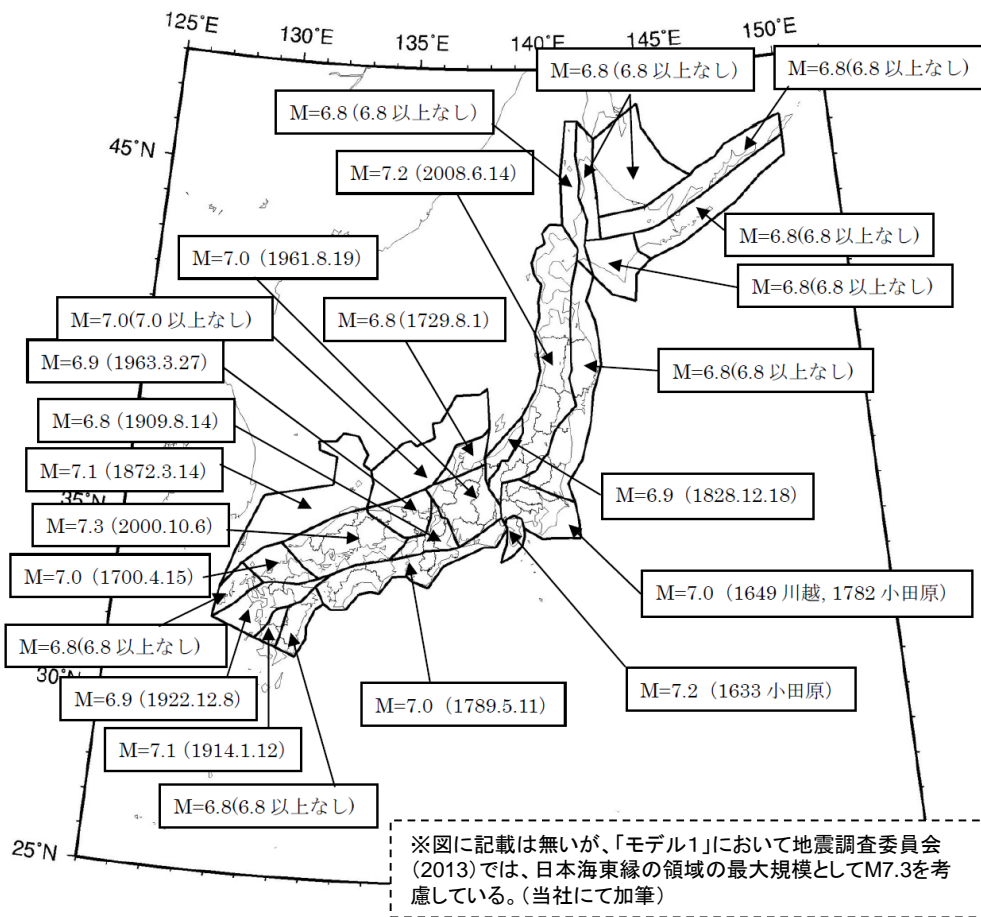 125°E
130°E
135°E
140°E
145°E
150°E
M=6.8 (6.8 以上なし)
M=6.8(6.8 以上なし)
M=6.8 (6.8 以上なし)
45°N
M=7.2 (2008.6.14)
M=6.8(6.8 以上なし)
M=7.0 (1961.8.19)
M=6.8(6.8 以上なし)
M=7.0(7.0 以上なし)
M=6.8 (1729.8.1)
M=6.9 (1963.3.27)
M=6.8(6.8 以上なし)
M=6.8 (1909.8.14)
M=7.1 (1872.3.14)
35°N
M=6.9 (1828.12.18)
M=7.3 (2000.10.6)
M=7.0 (1700.4.15)
M=7.0 (1649 川越, 1782 小田原)
M=6.8(6.8 以上なし)
30°N
M=6.9 (1922.12.8)
M=7.0 (1789.5.11)
M=7.2 (1633 小田原)
M=7.1 (1914.1.12)
M=6.8(6.8 以上なし)
25°N
※図に記載は無いが、「モデル1」において地震調査委員会
(2013)では、日本海東縁の領域の最大規模としてM7.3を考
慮している。(当社にて加筆)